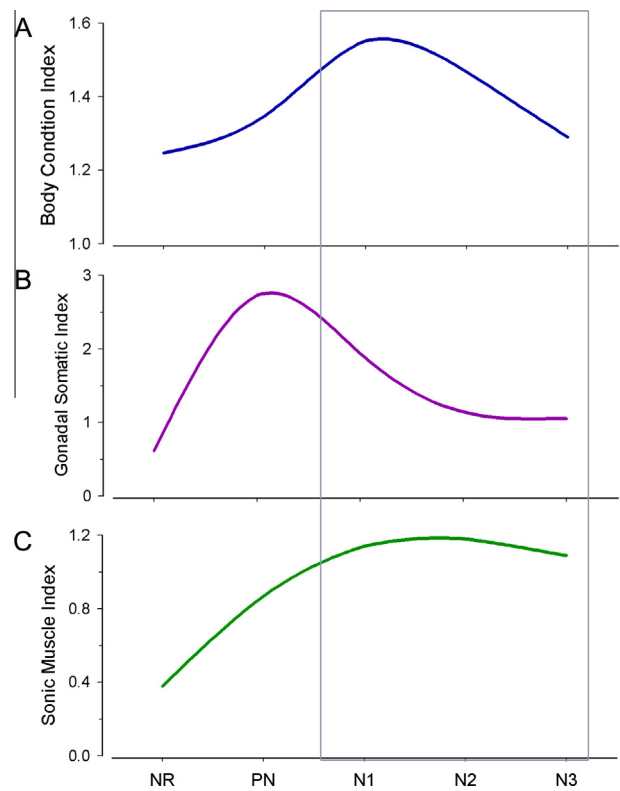 A
Body Condtion Index
1.6
1.4
1.2
1.0
B
Gonadal Somatic Index
3
2
1
0
C
Sonic Muscle Index
1.2
0.8
0.4
0.0
NR PN N1 N2 N3